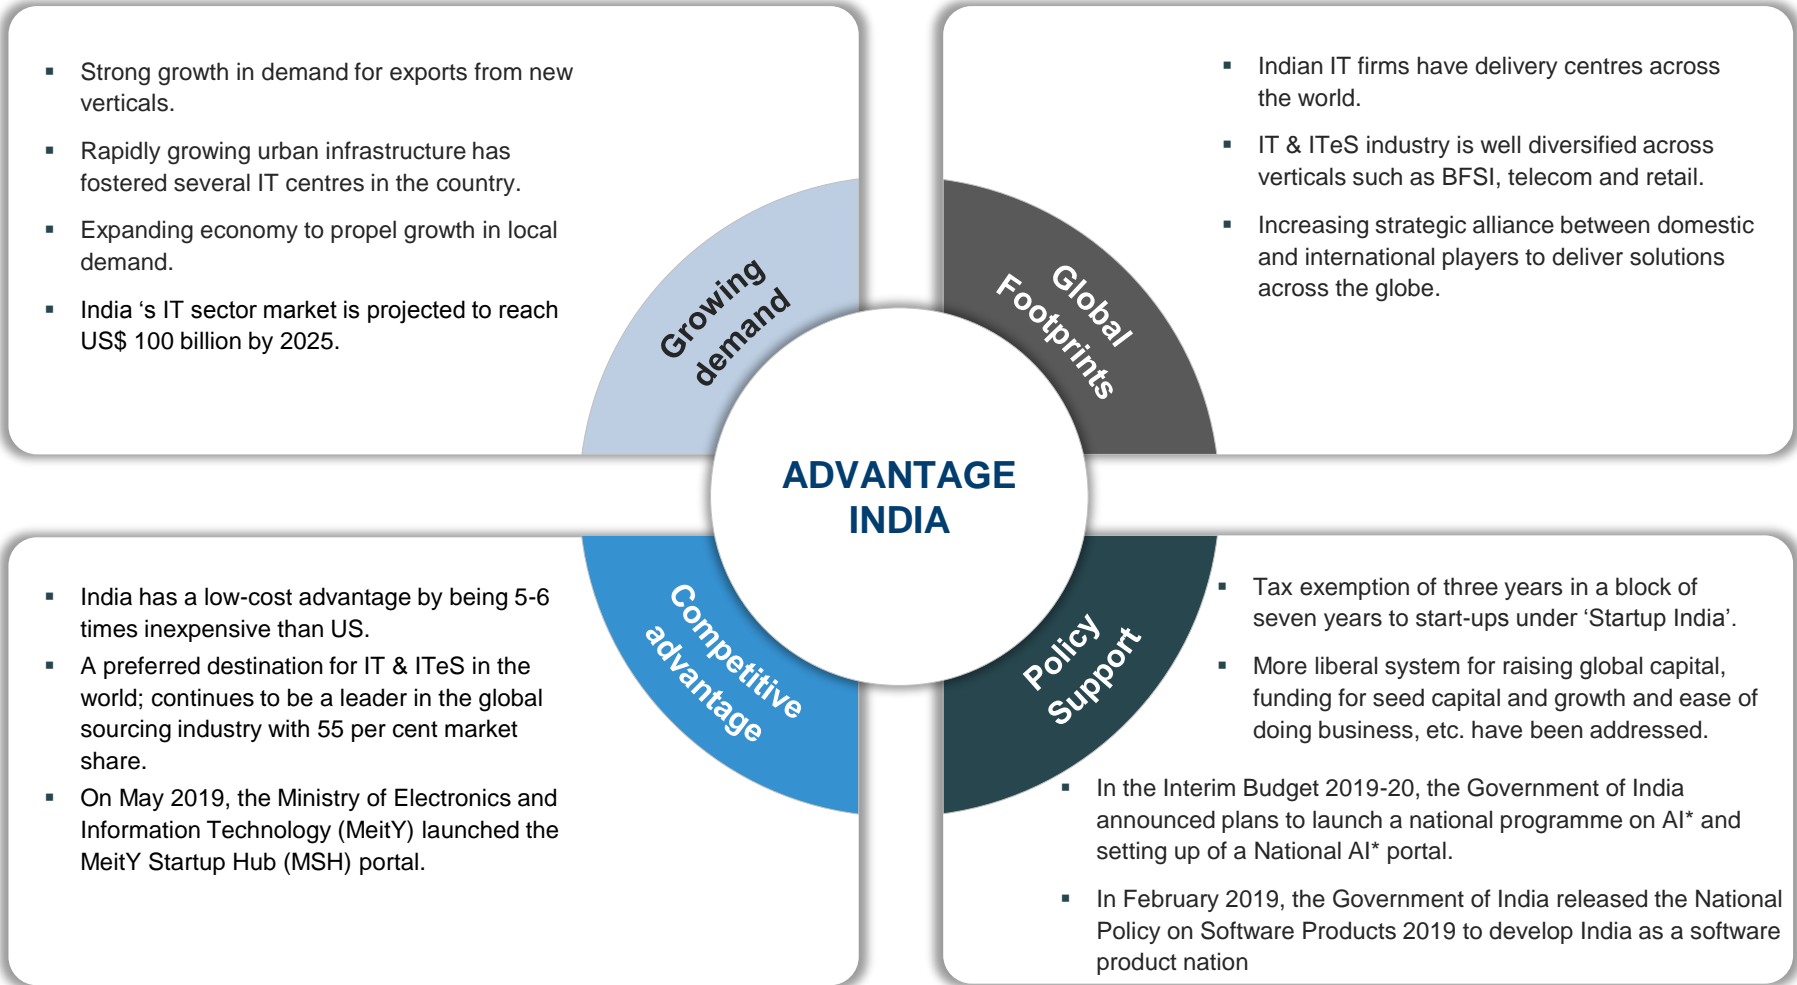 Strong growth in demand for exports from new
verticals.
Rapidly growing urban infrastructure has
fostered several IT centres in the country.
Expanding economy to propel growth in local
demand.
India ‘s IT sector market is projected to reach
US$ 100 billion by 2025.
Growing
demand
Indian IT firms have delivery centres across
the world.
IT & ITeS industry is well diversified across
verticals such as BFSI, telecom and retail.
Increasing strategic alliance between domestic
and international players to deliver solutions
across the globe.
Global
Footprints
ADVANTAGE
INDIA
India has a low-cost advantage by being 5-6
times inexpensive than US.
A preferred destination for IT & ITeS in the
world; continues to be a leader in the global
sourcing industry with 55 per cent market
share.
On May 2019, the Ministry of Electronics and
Information Technology (MeitY) launched the
MeitY Startup Hub (MSH) portal.
Competitive
advantage
Policy
Support
Tax exemption of three years in a block of
seven years to start-ups under ‘Startup India’.
More liberal system for raising global capital,
funding for seed capital and growth and ease of
doing business, etc. have been addressed.
In the Interim Budget 2019-20, the Government of India
announced plans to launch a national programme on AI* and
setting up of a National AI* portal.
In February 2019, the Government of India released the National
Policy on Software Products 2019 to develop India as a software
product nation